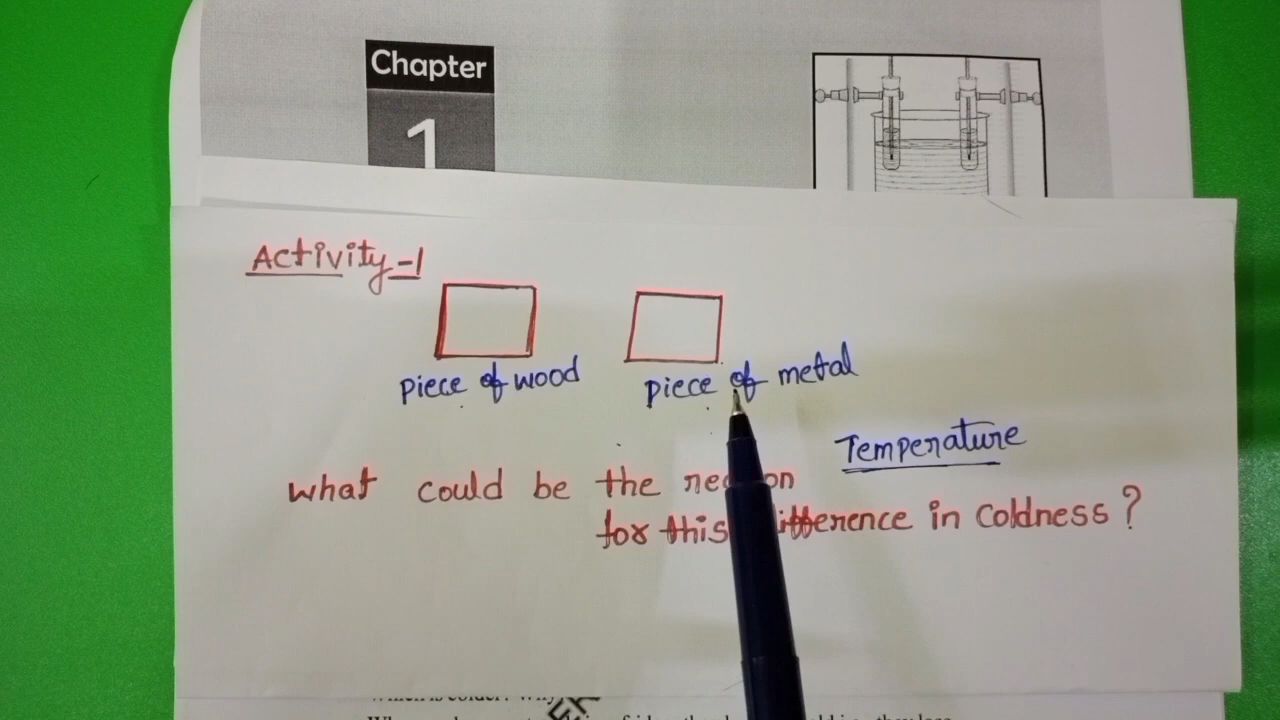 Chapter
1
Activity-1
piece of wood
piece of metal
Temperature
what could be the on
for this difference in coldness?